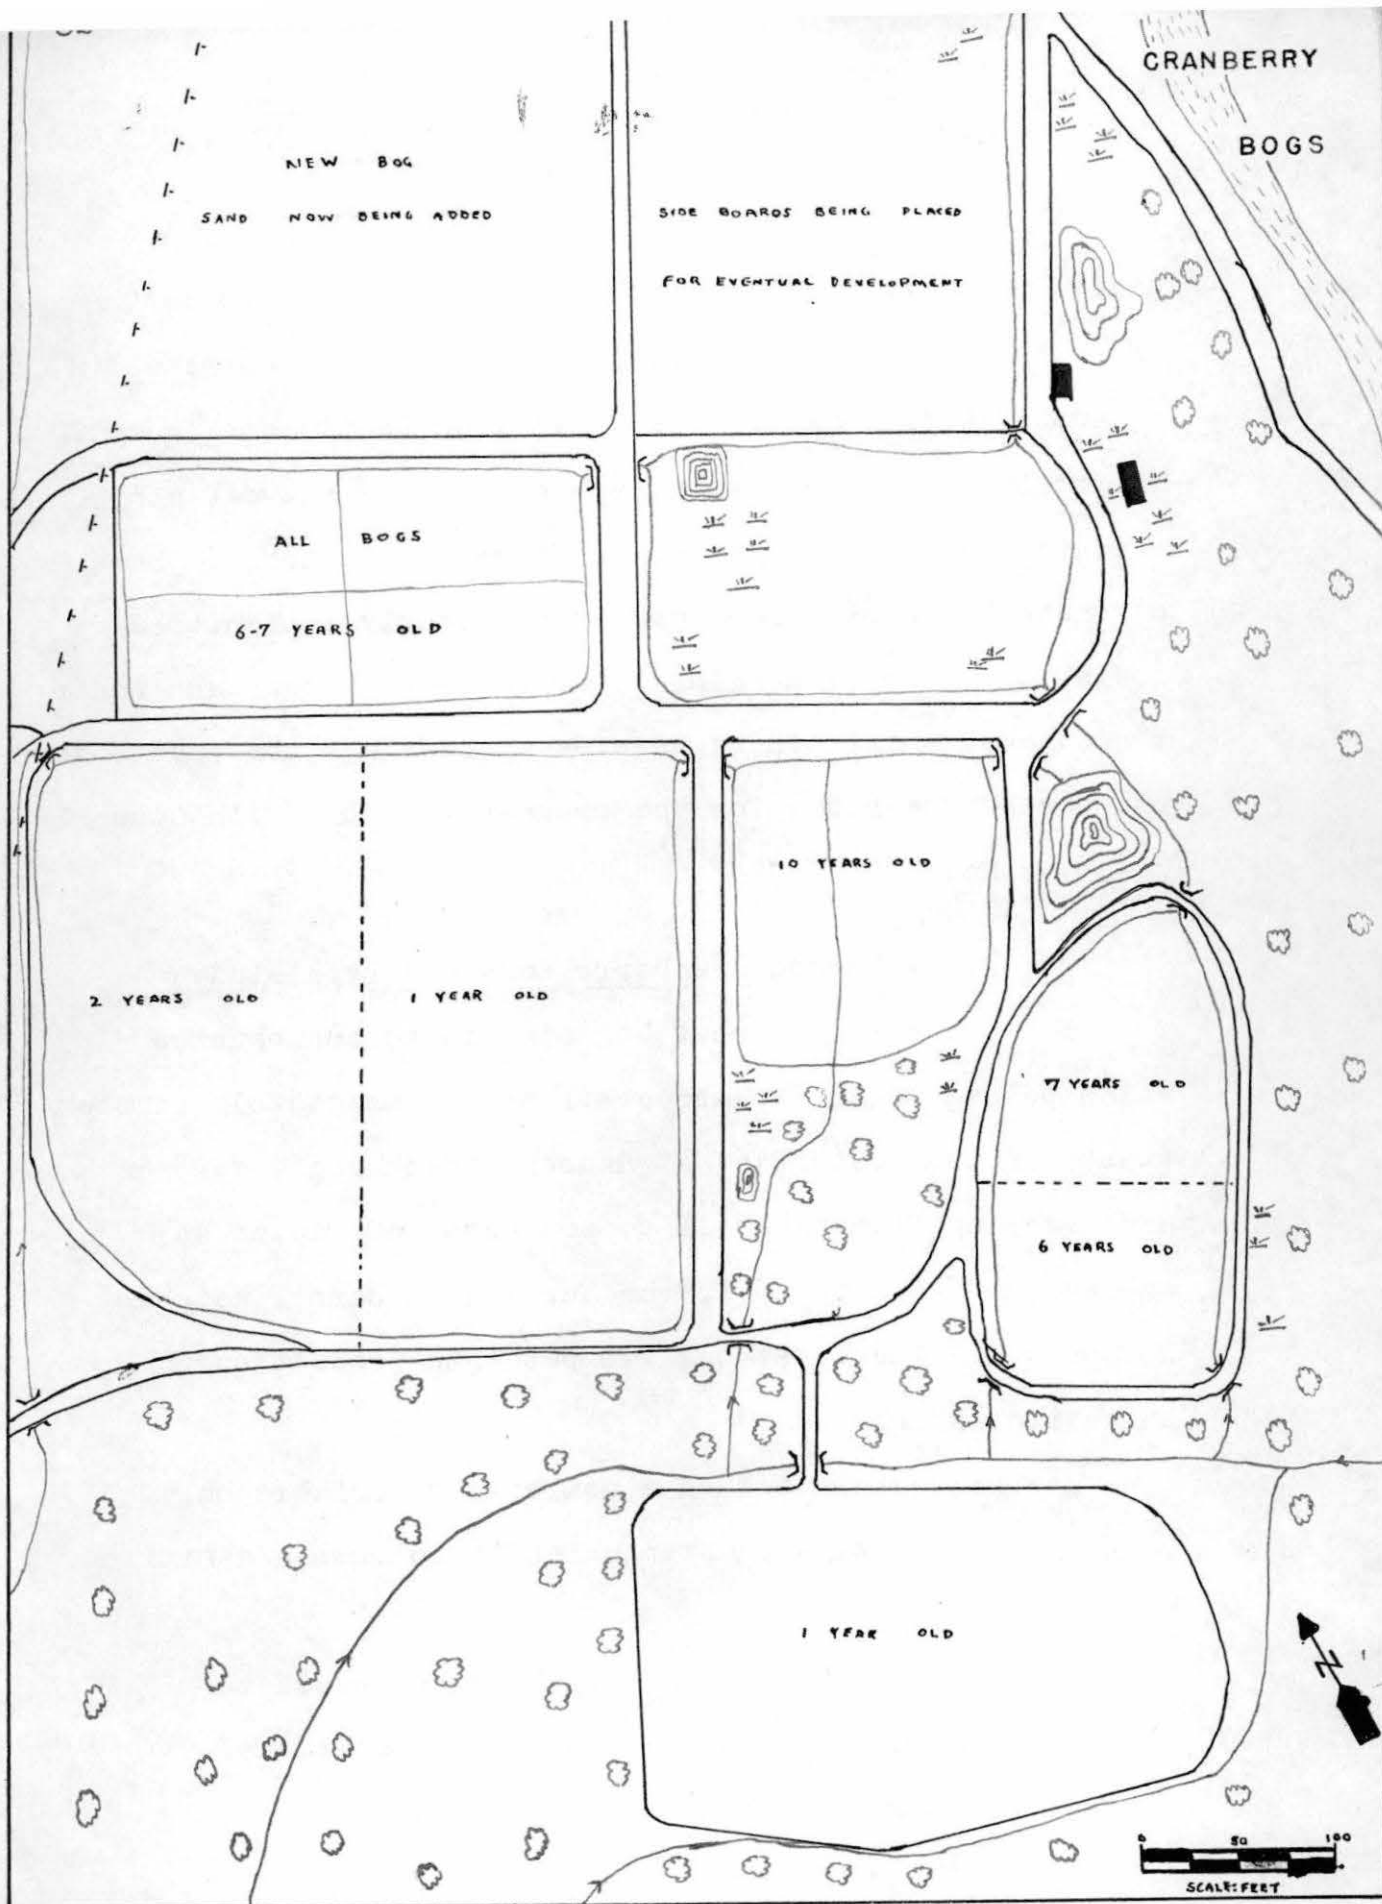 CRANBERRY
BOGS
NEW BOG
SAND NOW BEING ADDED
SIDE BOARDS BEING PLACED
FOR EVENTUAL DEVELOPMENT
ALL BOGS
6-7 YEARS OLD
10 YEARS OLD
2 YEARS OLD
1 YEAR OLD
7 YEARS OLD
6 YEARS OLD
1 YEAR OLD
N
0 50 100
SCALE: FEET